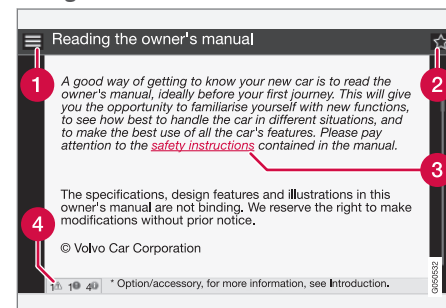 Reading the owner's manual
1
2
A good way of getting to know your new car is to read the
owner's manual, ideally before your first journey. This will give
you the opportunity to familiarise yourself with new functions,
to see how best to handle the car in different situations, and
to make the best use of all the car's features. Please pay
attention to the safety instructions contained in the manual.
3
The specifications, design features and illustrations in this
owner's manual are not binding. We reserve the right to make
modifications without prior notice.
4
© Volvo Car Corporation
1 1 4 * Option/accessory, for more information, see Introduction.
G050532